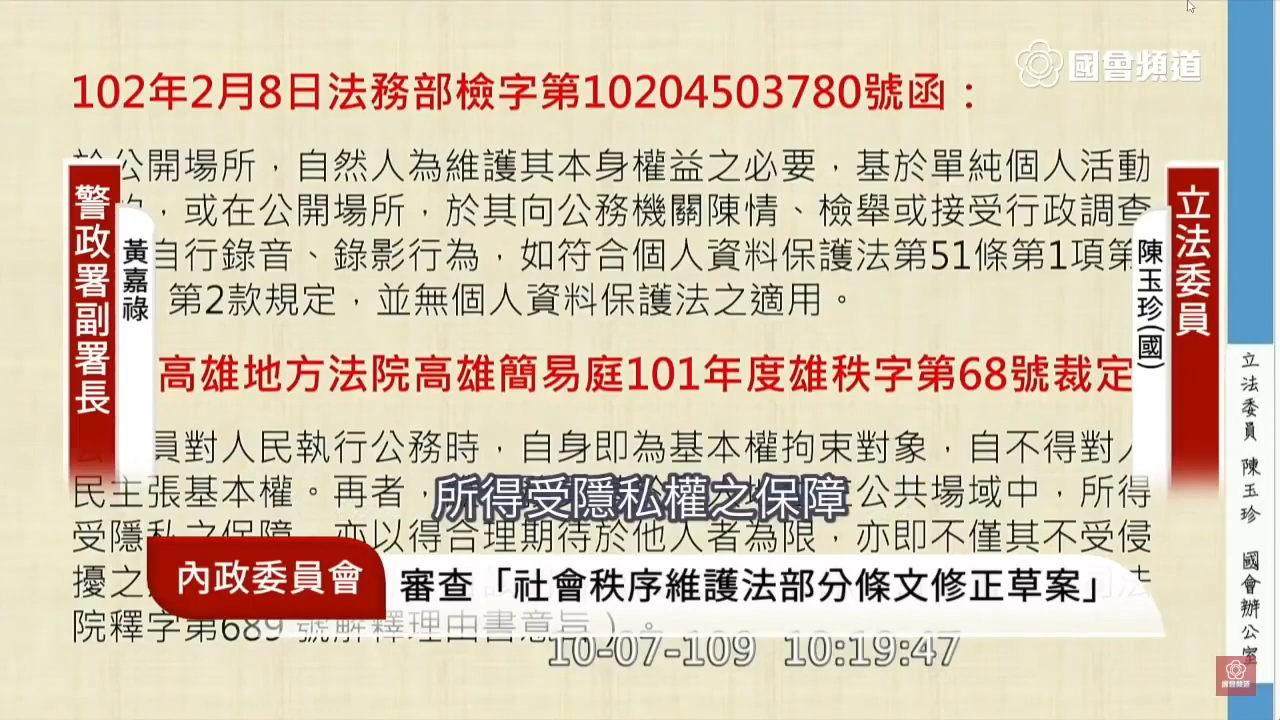 國會頻道
102年2月8日法務部檢字第10204503780號函：
公開場所，自然人為維護其本身權益之必要，基於單純個人活動
，或在公開場所，於其向公務機關陳情、檢舉或接受行政調查
自行錄音、錄影行為，如符合個人資料保護法第51條第1項第
第2款規定，並無個人資料保護法之適用。
高雄地方法院高雄簡易庭101年度雄秩字第68號裁定
員對人民執行公務時，自身即為基本權拘束對象，自不得對人
民主張基本權。再者，
公共場域中，所得
受隱私
之保障
亦以得合理期待於他人者為限，亦即不僅其不受侵
擾之
院釋字第689 號解釋理由書意旨）。
警政署副署長
黃嘉祿
立法委員
陳玉珍(國)
所得受隱私權之保障
內政委員會
審查「社會秩序維護法部分條文修正草案」
10-07-109 10:19:47
立法委員 陳玉珍 國會辦公室
國會頻道